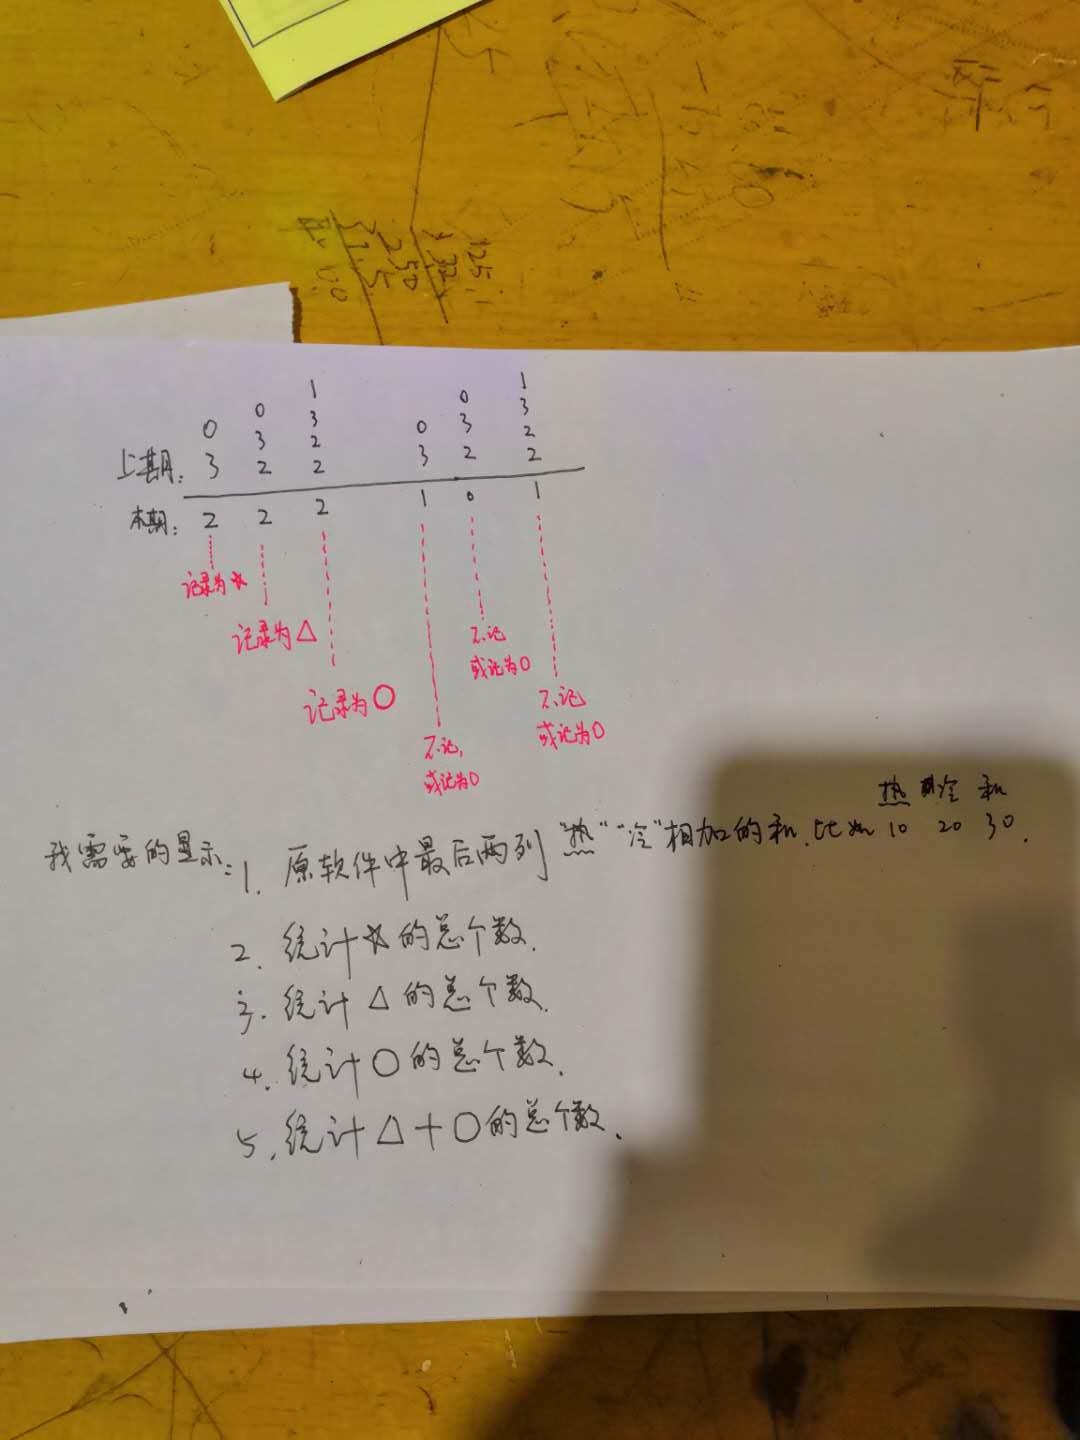 1
0 0 1
0 3 3
0 3 0 3 2
上期: 3 2 2 3 2 2
本期: 2 2 2 1 0 1
记录为☆
记录为△
不记
或记为0
记录为○
不记
或记为0
不记,
或记为0
热 冷 和
我需要的显示: 1. 原软件中最后两列"热""冷"相加的和. 比如 10 20 30.
2. 统计☆的总个数.
3. 统计△的总个数.
4. 统计○的总个数.
5. 统计△+○的总个数.
125
250